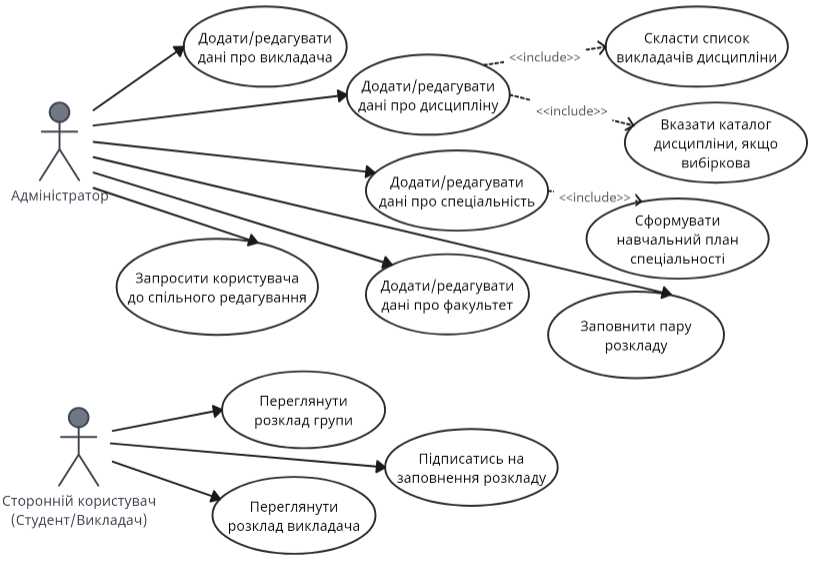 Додати/редагувати
дані про викладача
Додати/редагувати
дані про дисципліну
<<include>>
Скласти список
викладачів дисципліни
<<include>>
Вказати каталог
дисципліни, якщо
вибіркова
Адміністратор
Додати/редагувати
дані про спеціальність
<<include>>
Сформувати
навчальний план
спеціальності
Запросити користувача
до спільного редагування
Додати/редагувати
дані про факультет
Заповнити пару
розкладу
Переглянути
розклад групи
Підписатись на
заповнення розкладу
Сторонній користувач
(Студент/Викладач)
Переглянути
розклад викладача